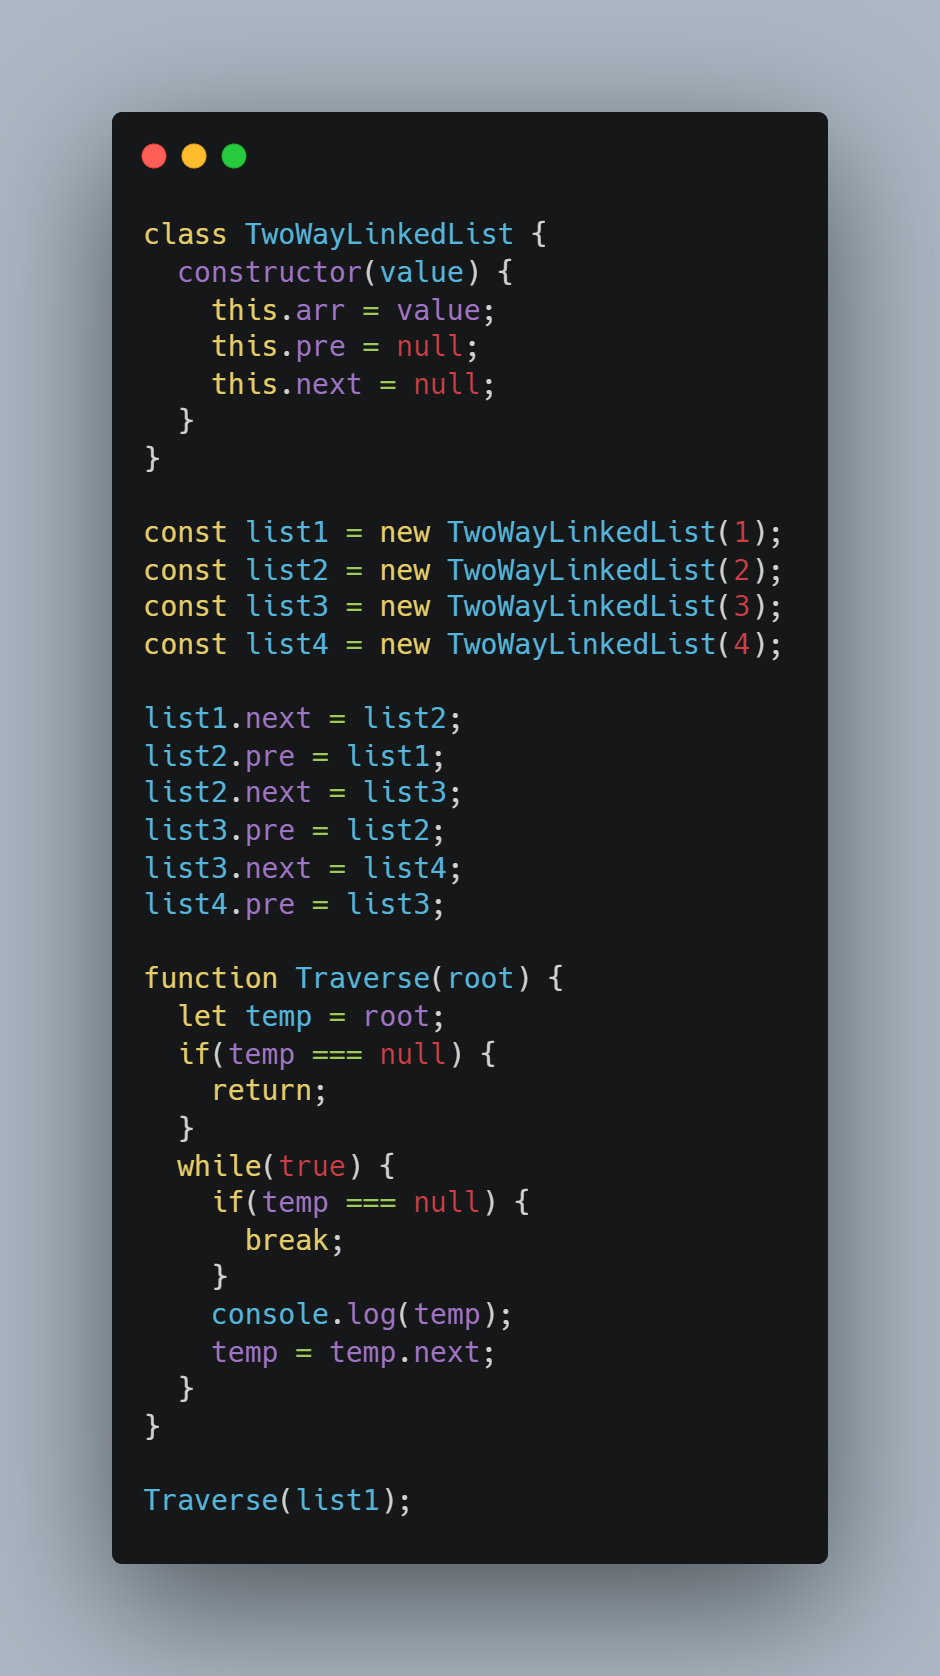 class TwoWayLinkedList {
  constructor(value) {
    this.arr = value;
    this.pre = null;
    this.next = null;
  }
}

const list1 = new TwoWayLinkedList(1);
const list2 = new TwoWayLinkedList(2);
const list3 = new TwoWayLinkedList(3);
const list4 = new TwoWayLinkedList(4);

list1.next = list2;
list2.pre = list1;
list2.next = list3;
list3.pre = list2;
list3.next = list4;
list4.pre = list3;

function Traverse(root) {
  let temp = root;
  if(temp === null) {
    return;
  }
  while(true) {
    if(temp === null) {
      break;
    }
    console.log(temp);
    temp = temp.next;
  }
}

Traverse(list1);